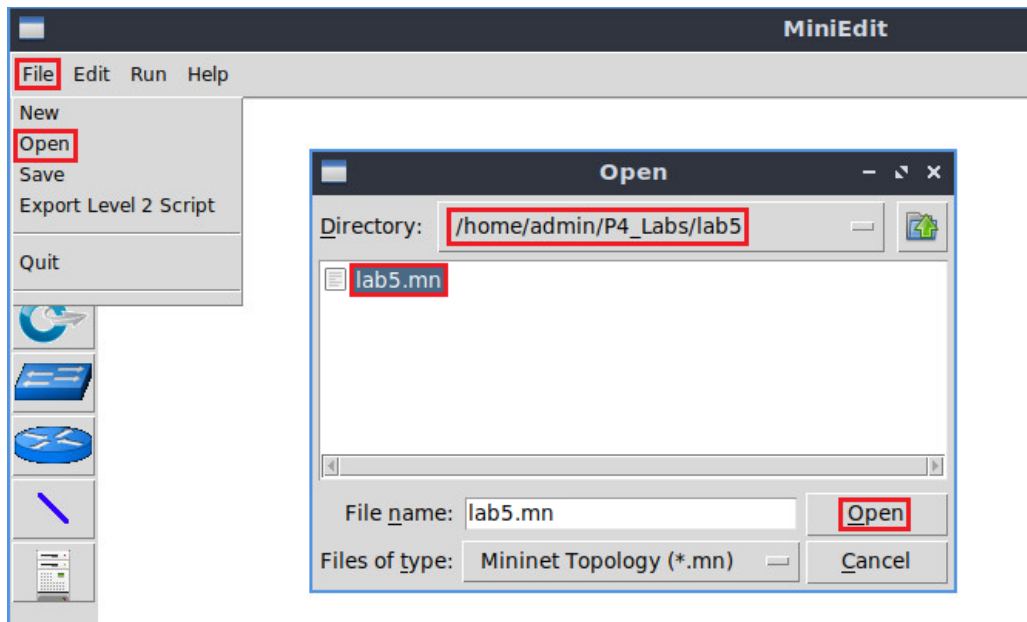 MiniEdit
File Edit Run Help
New
Open
Save
Export Level 2 Script
Quit
Open
Directory: /home/admin/P4_Labs/lab5
lab5.mn
File name: lab5.mn Open
Files of type: Mininet Topology (*.mn) Cancel